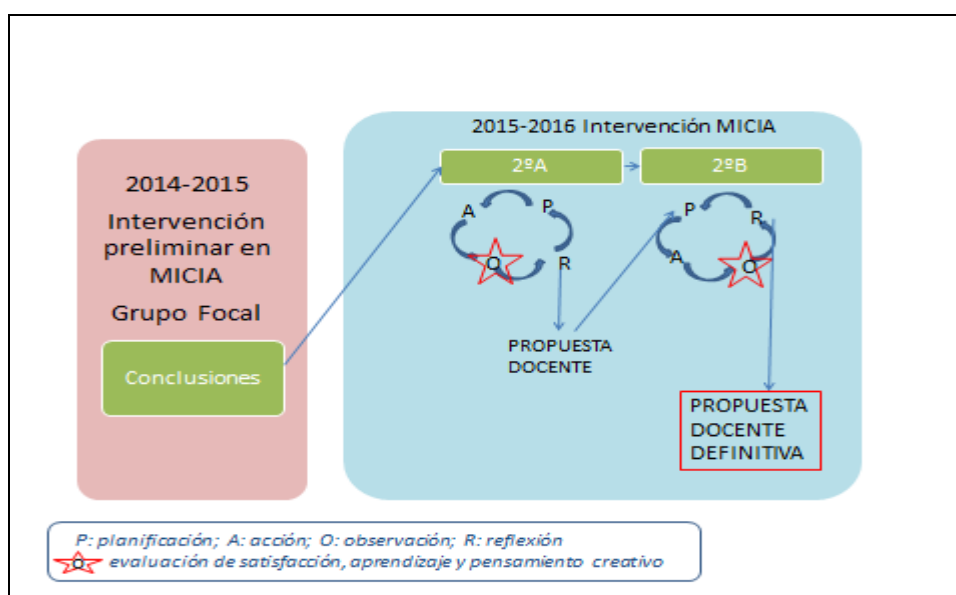 2014-2015
Intervención
preliminar en
MICIA
Grupo Focal
Conclusiones
2015-2016 Intervención MICIA
2ºA
2ºB
A
P
O
R
PROPUESTA
DOCENTE
P
R
A
O
PROPUESTA
DOCENTE
DEFINITIVA
P: planificación; A: acción; O: observación; R: reflexión
O evaluación de satisfacción, aprendizaje y pensamiento creativo